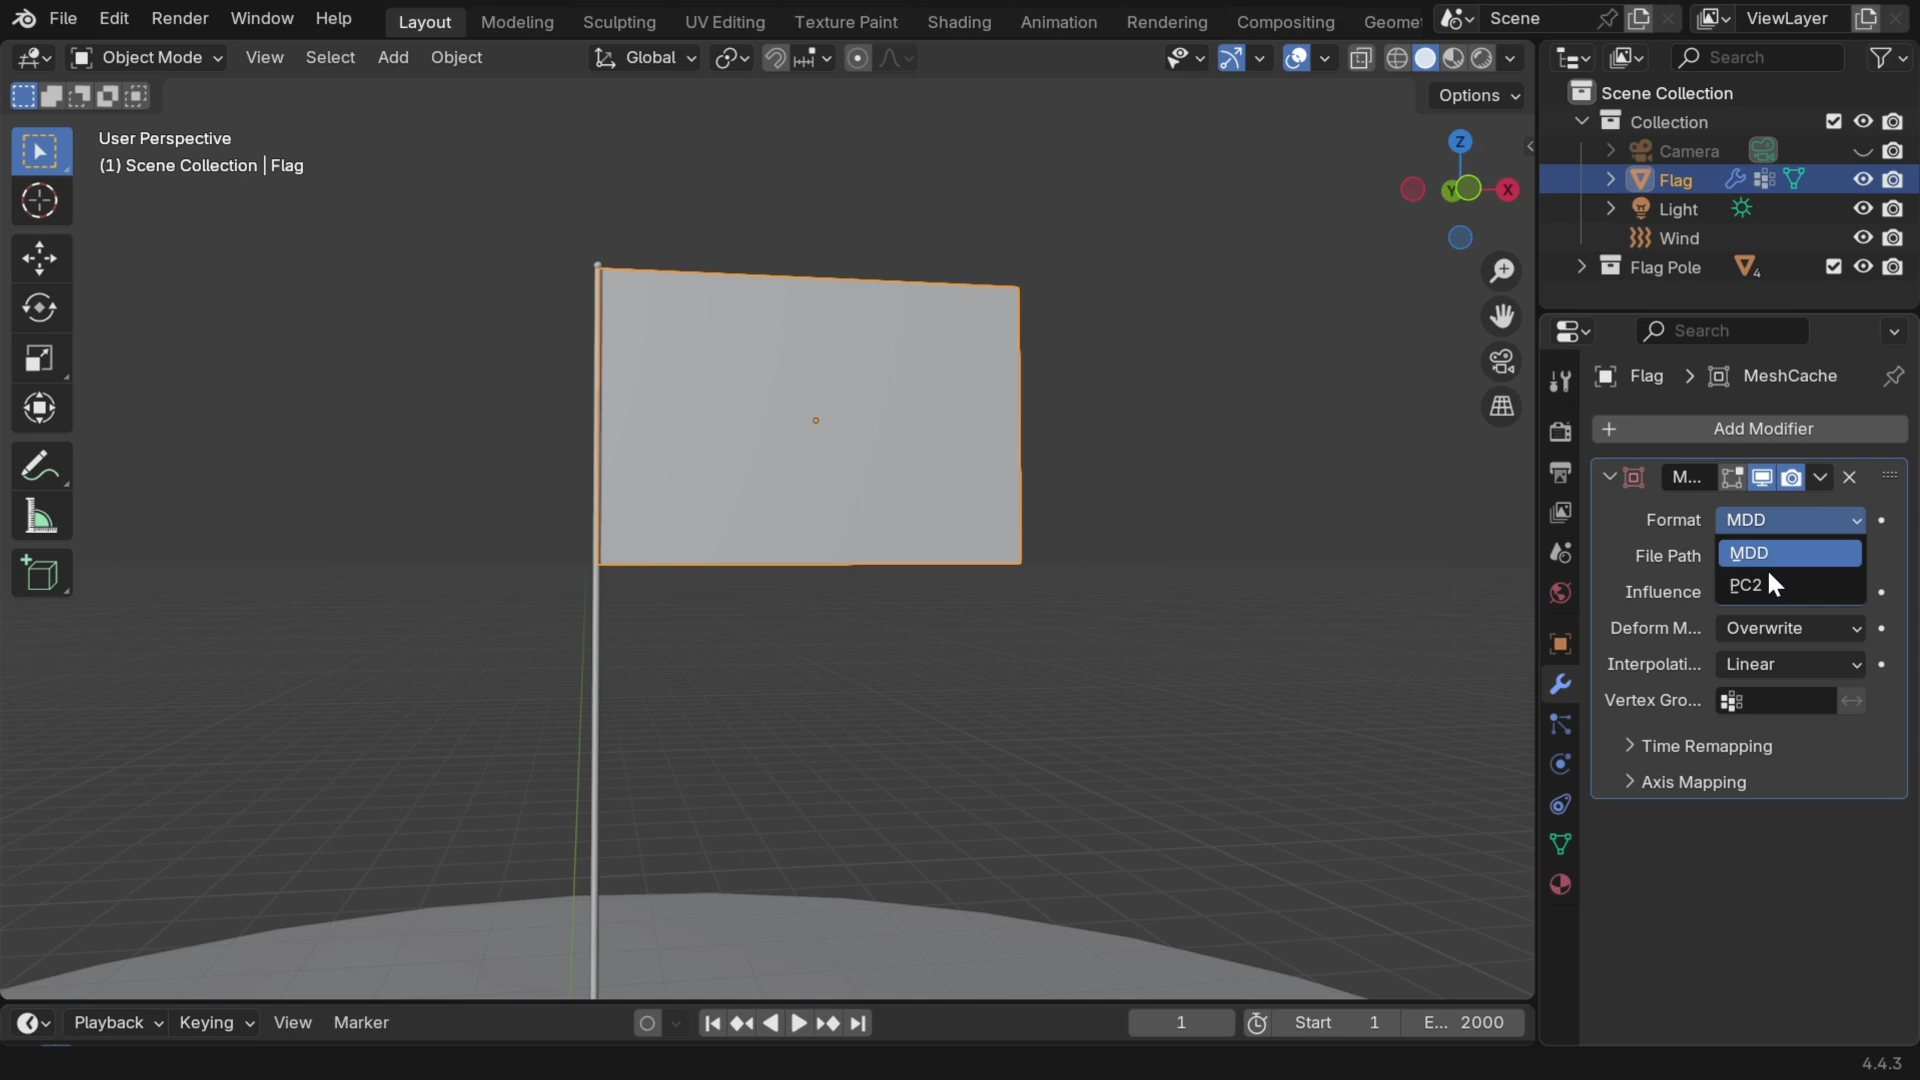 File Edit Render Window Help Layout Modeling Sculpting UV Editing Texture Paint Shading Animation Rendering Compositing Geomet Scene ViewLayer
Object Mode View Select Add Object Global Search
Options
User Perspective
(1) Scene Collection | Flag
Z
Y
X
Scene Collection
Collection
Camera
Flag
Light
Wind
Flag Pole 4
Search
Flag > MeshCache
+ Add Modifier
M...
Format MDD
File Path MDD
Influence PC2
Deform M... Overwrite
Interpolati... Linear
Vertex Gro...
Time Remapping
Axis Mapping
Playback Keying View Marker 1 Start 1 E... 2000
4.4.3